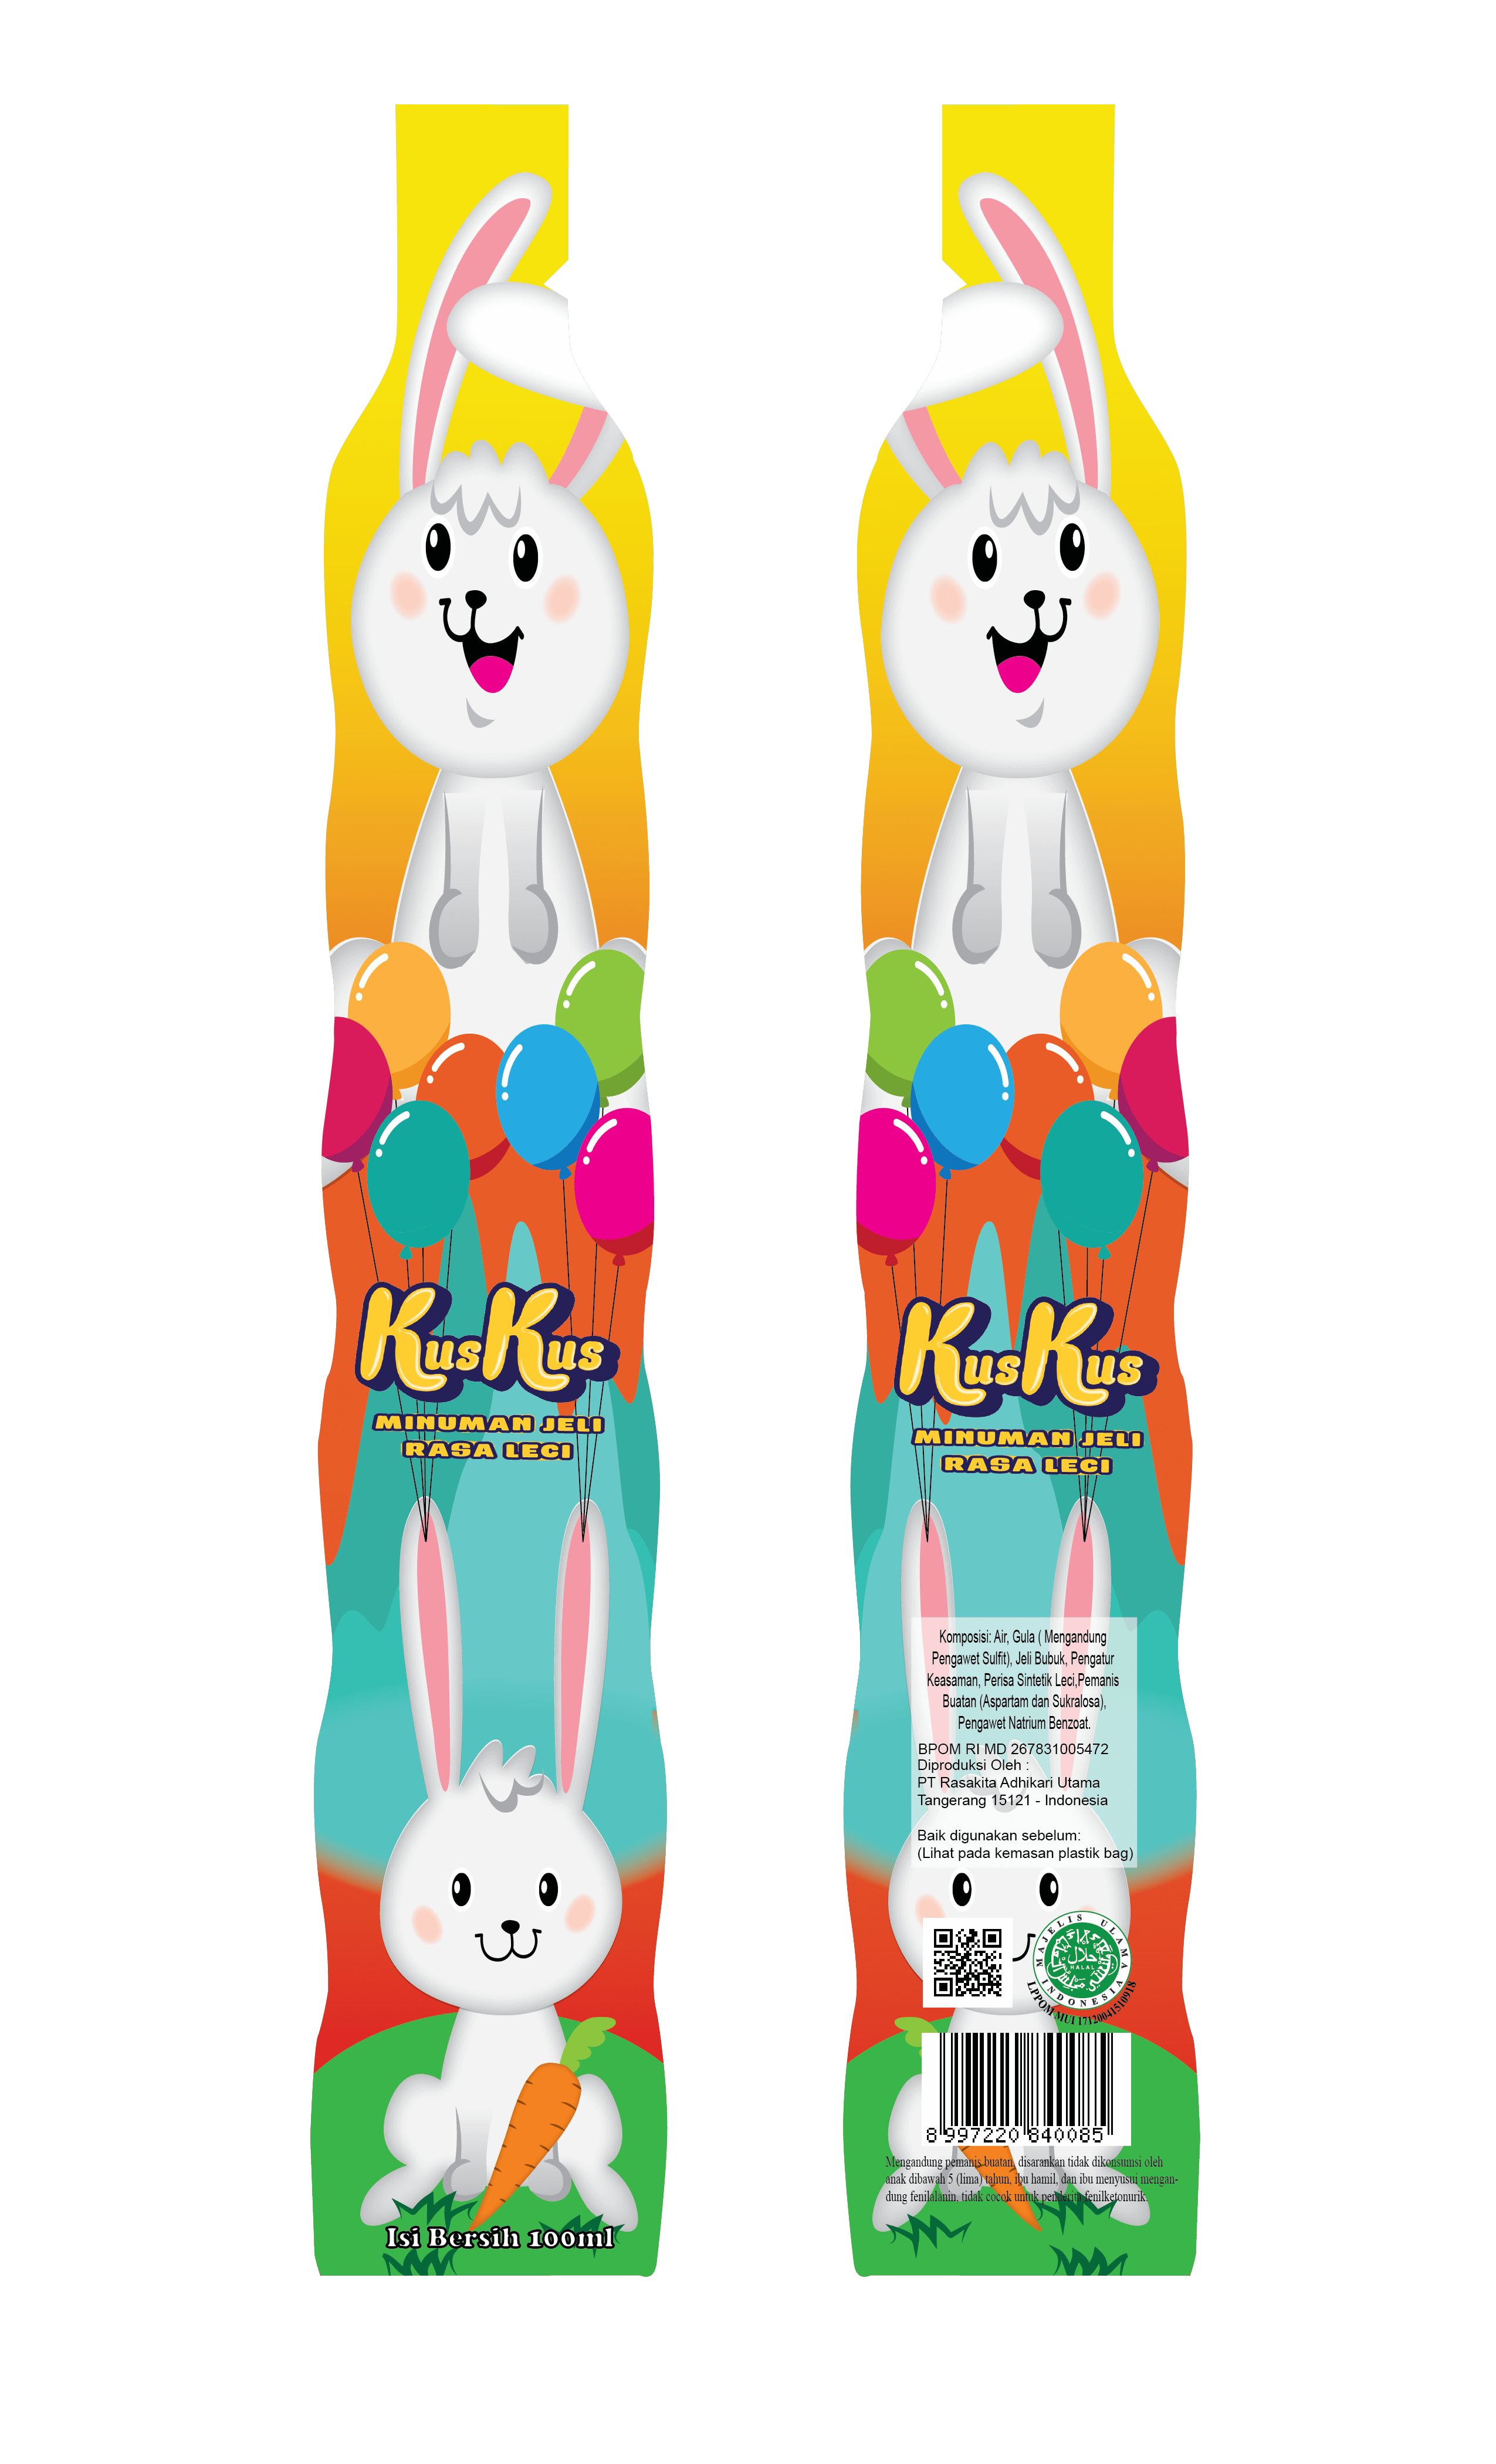 KusKus
MINUMAN JELI
RASA LECI
Isi Bersih 100ml
KusKus
MINUMAN JELI
RASA LECI
Komposisi: Air, Gula ( Mengandung
Pengawet Sulfit), Jeli Bubuk, Pengatur
Keasaman, Perisa Sintetik Leci,Pemanis
Buatan (Aspartam dan Sukralosa),
Pengawet Natrium Benzoat.
BPOM RI MD 267831005472
Diproduksi Oleh :
PT Rasakita Adhikari Utama
Tangerang 15121 - Indonesia
Baik digunakan sebelum:
(Lihat pada kemasan plastik bag)
MAJELIS ULAMA
حلال
HALAL
INDONESIA
LPPOM MUI 17120041510918
8 997220 840085
Mengandung pemanis buatan, disarankan tidak dikonsumsi oleh
anak dibawah 5 (lima) tahun, ibu hamil, dan ibu menyusui mengan-
dung fenilalanin, tidak cocok untuk penderita fenilketonurik.